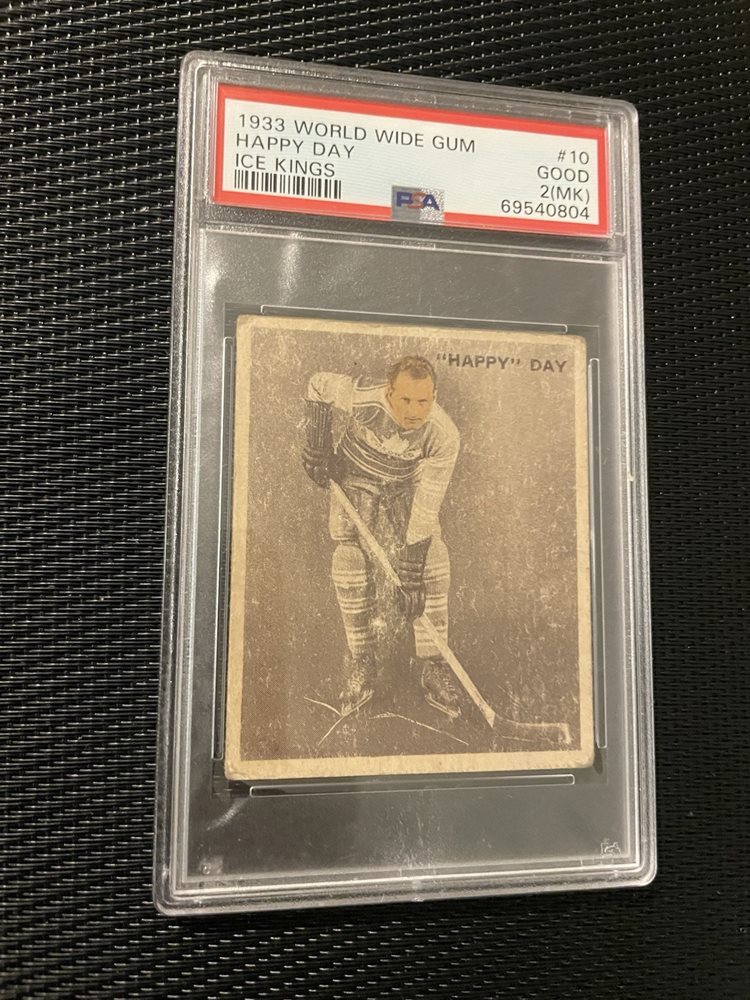 1933 WORLD WIDE GUM
HAPPY DAY
ICE KINGS
#10
GOOD
2(MK)
69540804
PSA
"HAPPY" DAY